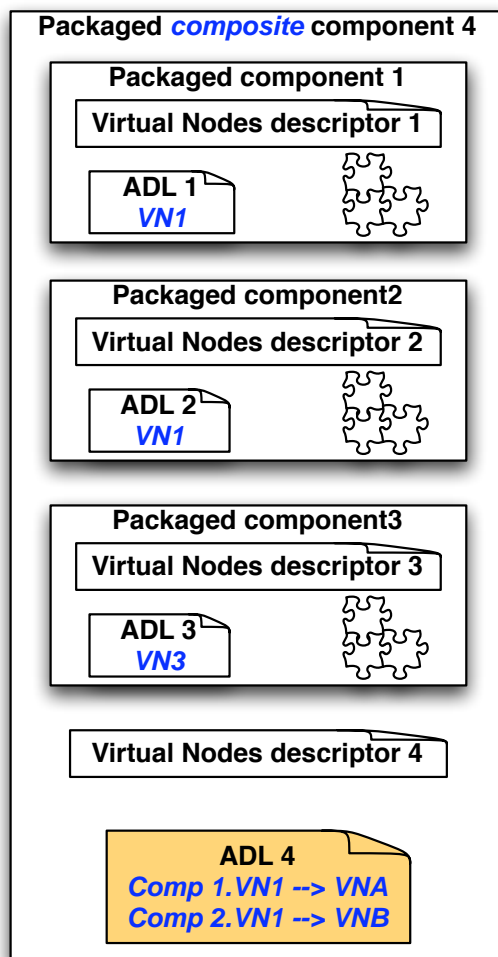 Packaged composite component 4
Packaged component 1
Virtual Nodes descriptor 1
ADL 1
VN1
Packaged component2
Virtual Nodes descriptor 2
ADL 2
VN1
Packaged component3
Virtual Nodes descriptor 3
ADL 3
VN3
Virtual Nodes descriptor 4
ADL 4
Comp 1.VN1 --> VNA
Comp 2.VN1 --> VNB